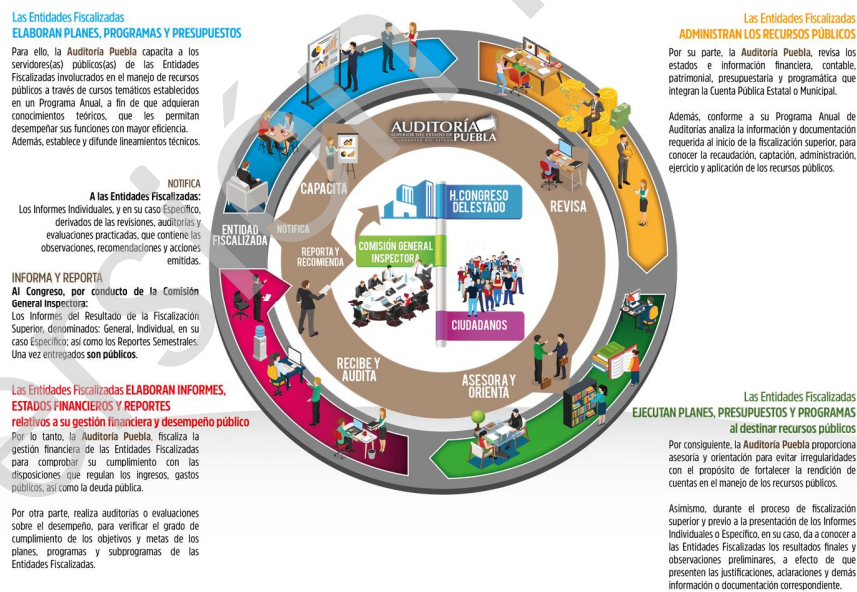 Las Entidades Fiscalizadas
ELABORAN PLANES, PROGRAMAS Y PRESUPUESTOS
Para ello, la Auditoría Puebla capacita a los
servidores(as) públicos(as) de las Entidades
Fiscalizadas involucrados en el manejo de recursos
públicos a través de cursos temáticos establecidos
en un Programa Anual, a fin de que adquieran
conocimientos teóricos, que les permitan
desempeñar sus funciones con mayor eficiencia.
Además, establece y difunde lineamientos técnicos.
NOTIFICA
A las Entidades Fiscalizadas:
Los Informes Individuales, y en su caso Específico,
derivados de las revisiones, auditorías y
evaluaciones practicadas, que contiene las
observaciones, recomendaciones y acciones
emitidas.
INFORMA Y REPORTA
Al Congreso, por conducto de la Comisión
General Inspectora:
Los Informes del Resultado de la Fiscalización
Superior, denominados: General, Individual, en su
caso Específico; así como los Reportes Semestrales.
Una vez entregados son públicos.
Las Entidades Fiscalizadas ELABORAN INFORMES,
ESTADOS FINANCIEROS Y REPORTES
relativos a su gestión financiera y desempeño público
Por lo tanto, la Auditoría Puebla, fiscaliza la
gestión financiera de las Entidades Fiscalizadas
para comprobar su cumplimiento con las
disposiciones que regulan los ingresos, gastos
públicos, así como la deuda pública.
Por otra parte, realiza auditorías o evaluaciones
sobre el desempeño, para verificar el grado de
cumplimiento de los objetivos y metas de los
planes, programas y subprogramas de las
Entidades Fiscalizadas.
AUDITORÍA
SUPERIOR DEL ESTADO DE PUEBLA
CONGRESO DEL ESTADO
CAPACITA
REVISA
H. CONGRESO
DEL ESTADO
ENTIDAD
FISCALIZADA
NOTIFICA
REPORTA Y
RECOMIENDA
COMISIÓN GENERAL
INSPECTORA
CIUDADANOS
RECIBE Y
AUDITA
ASESORA Y
ORIENTA
Las Entidades Fiscalizadas
ADMINISTRAN LOS RECURSOS PÚBLICOS
Por su parte, la Auditoría Puebla, revisa los
estados e información financiera, contable,
patrimonial, presupuestaria y programática que
integran la Cuenta Pública Estatal o Municipal.
Además, conforme a su Programa Anual de
Auditorías analiza la información y documentación
requerida al inicio de la fiscalización superior, para
conocer la recaudación, captación, administración,
ejercicio y aplicación de los recursos públicos.
Las Entidades Fiscalizadas
EJECUTAN PLANES, PRESUPUESTOS Y PROGRAMAS
al destinar recursos públicos
Por consiguiente, la Auditoría Puebla proporciona
asesoría y orientación para evitar irregularidades
con el propósito de fortalecer la rendición de
cuentas en el manejo de los recursos públicos.
Asimismo, durante el proceso de fiscalización
superior y previo a la presentación de los Informes
Individuales o Específico, en su caso, da a conocer a
las Entidades Fiscalizadas los resultados finales y
observaciones preliminares, a efecto de que
presenten las justificaciones, aclaraciones y demás
información o documentación correspondiente.